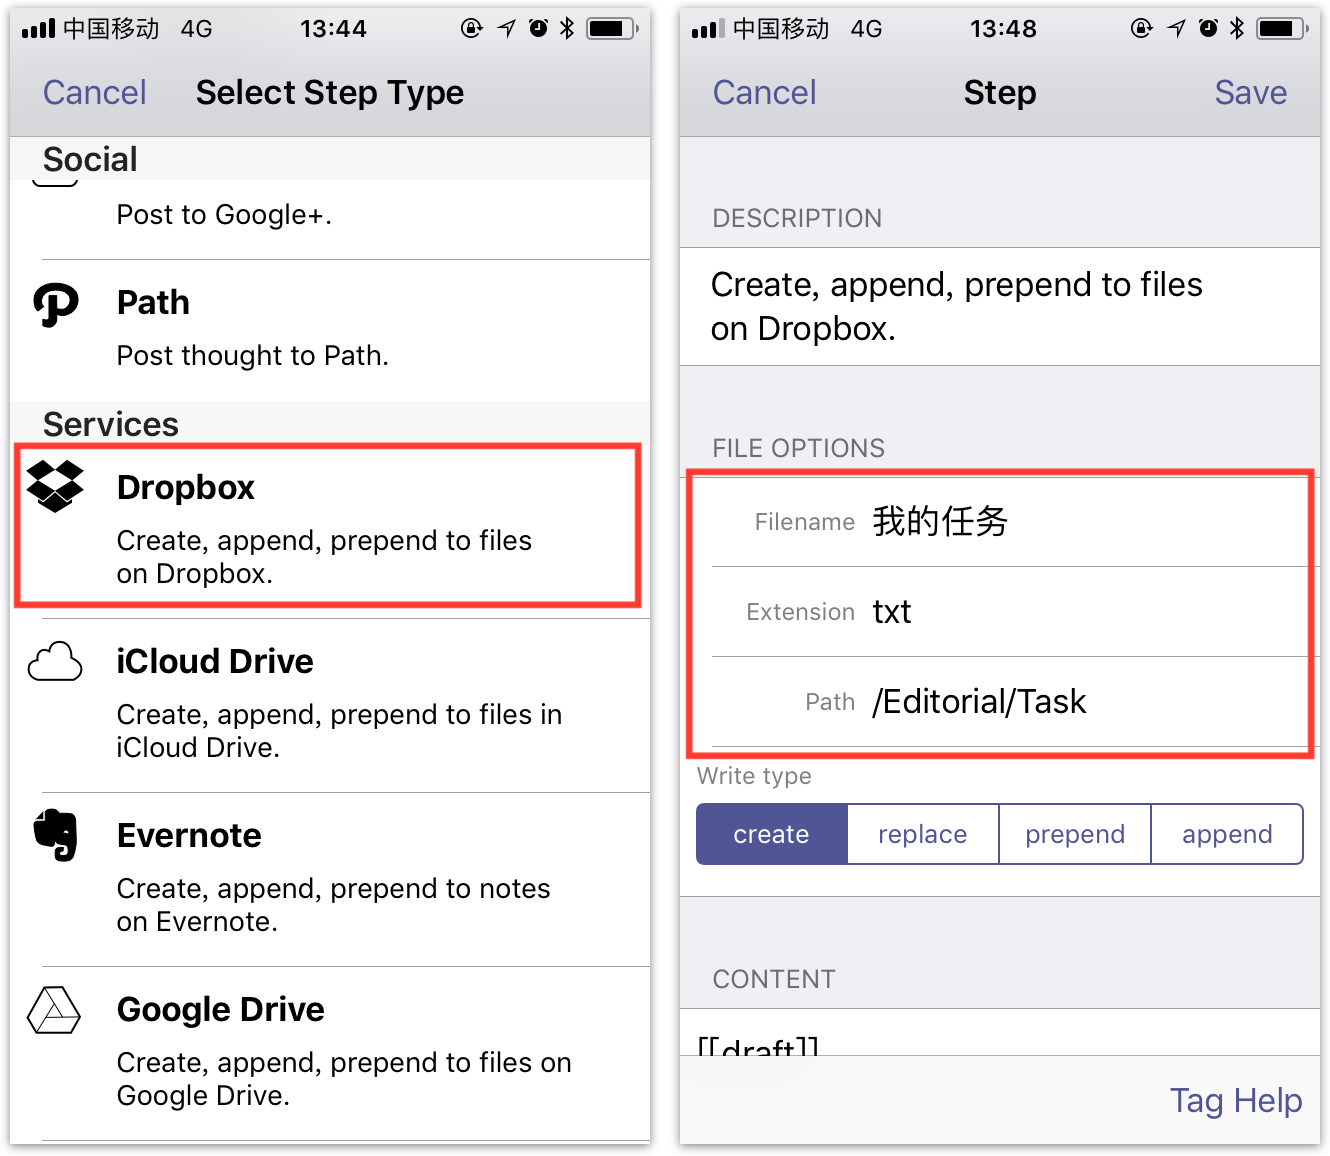 中国移动 4G 13:44
Cancel Select Step Type
Social
Post to Google+.
Path
Post thought to Path.
Services
Dropbox
Create, append, prepend to files
on Dropbox.
iCloud Drive
Create, append, prepend to files in
iCloud Drive.
Evernote
Create, append, prepend to notes
on Evernote.
Google Drive
Create, append, prepend to files on
Google Drive.
中国移动 4G 13:48
Cancel Step Save
DESCRIPTION
Create, append, prepend to files
on Dropbox.
FILE OPTIONS
Filename 我的任务
Extension txt
Path /Editorial/Task
Write type
create replace prepend append
CONTENT
[[draft]]
Tag Help